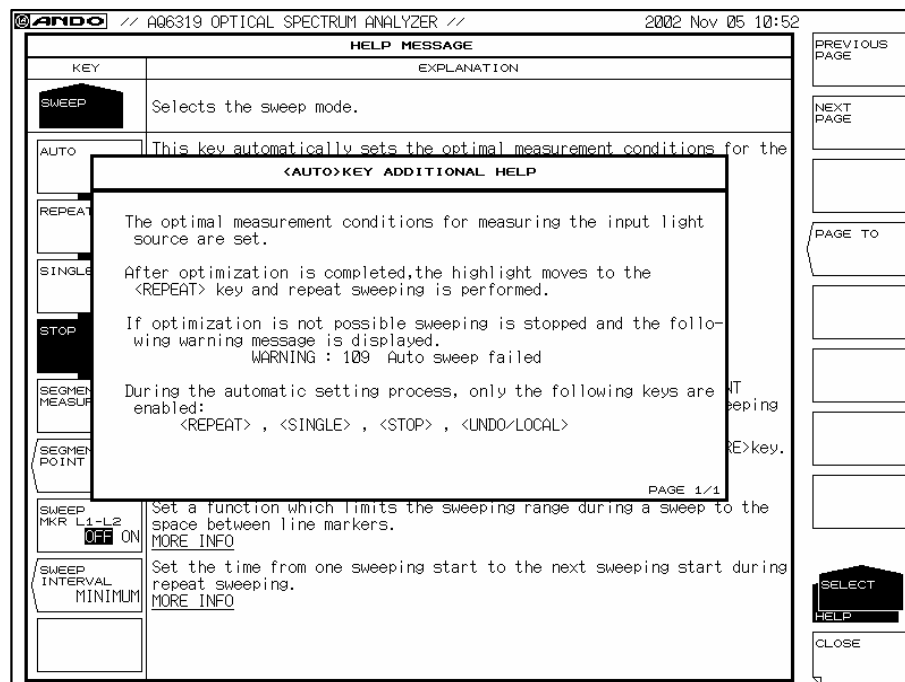 ANDO // AQ6319 OPTICAL SPECTRUM ANALYZER // 2002 Nov 05 10:52
HELP MESSAGE
KEY EXPLANATION
SWEEP
Selects the sweep mode.
AUTO
This key automatically sets the optimal measurement conditions for the
<AUTO>KEY ADDITIONAL HELP
The optimal measurement conditions for measuring the input light
source are set.
After optimization is completed,the highlight moves to the
<REPEAT> key and repeat sweeping is performed.
If optimization is not possible sweeping is stopped and the follo-
wing warning message is displayed.
WARNING : 109 Auto sweep failed
During the automatic setting process, only the following keys are
enabled:
<REPEAT> , <SINGLE> , <STOP> , <UNDO/LOCAL>
PAGE 1/1
REPEAT
SINGLE
STOP
SEGMEN
MEASUR
eeping
SEGMEN
POINT
RE>key.
SWEEP
MKR L1-L2
OFF ON
Set a function which limits the sweeping range during a sweep to the
space between line markers.
MORE INFO
SWEEP
INTERVAL
MINIMUM
Set the time from one sweeping start to the next sweeping start during
repeat sweeping.
MORE INFO
PREVIOUS
PAGE
NEXT
PAGE
PAGE TO
SELECT
HELP
CLOSE